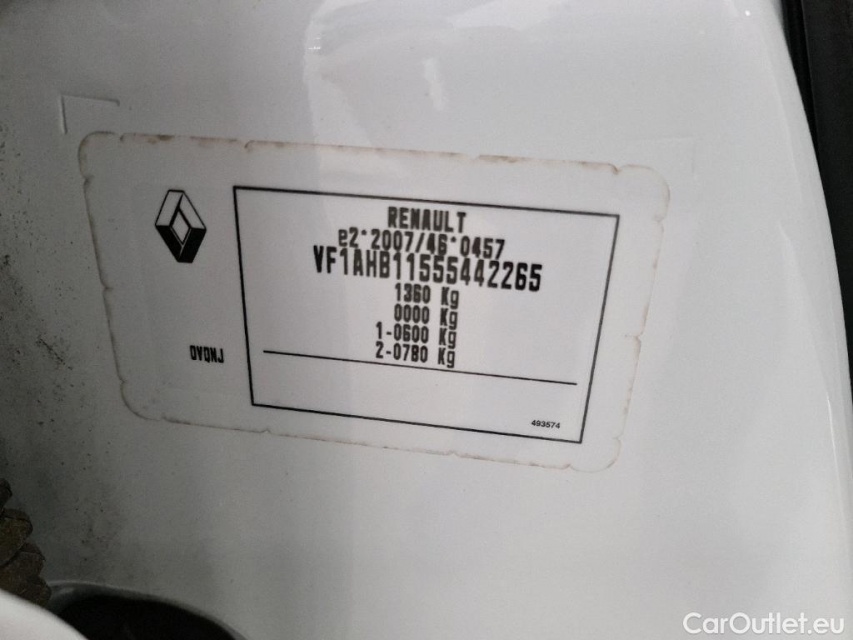 RENAULT
e2*2007/46*0457
VF1AHB11555442265
1360 Kg
0000 Kg
1-0600 Kg
2-0780 Kg
DVQNJ
493574
CarOutlet.eu